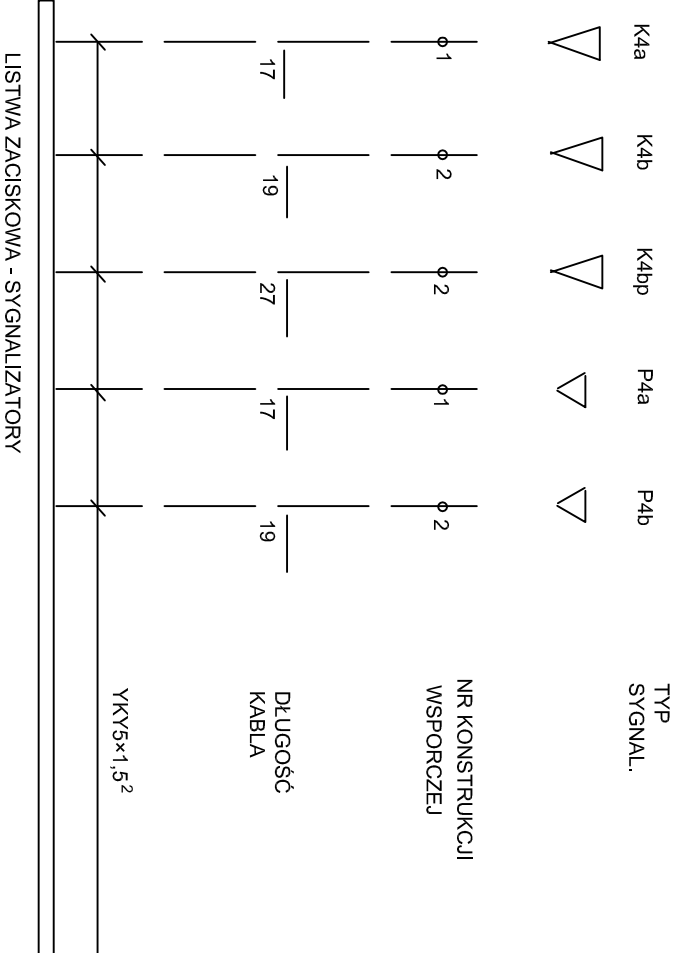 K4a
K4b
K4bp
P4a
P4b
TYP
SYGNAL.
1
2
2
1
2
NR KONSTRUKCJI
WSPORCZEJ
17
19
27
17
19
DŁUGOŚĆ
KABLA
YKY5×1,5²
LISTWA ZACISKOWA - SYGNALIZATORY